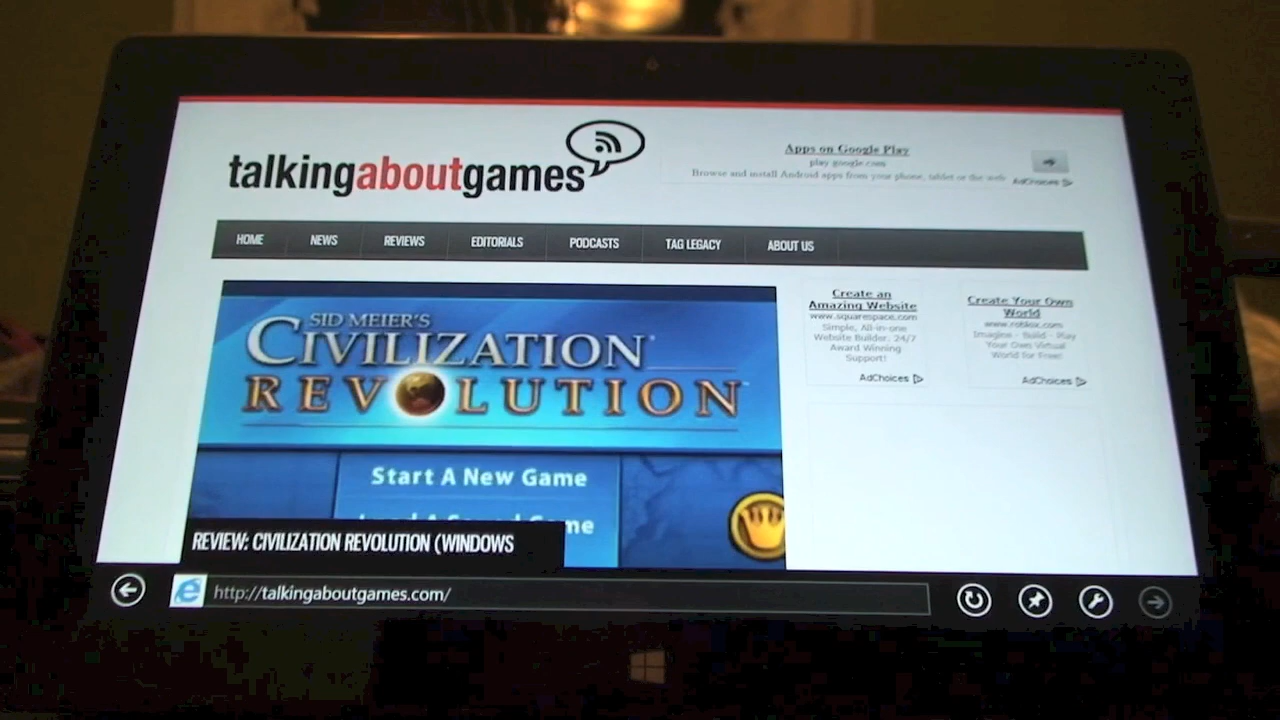 talkingaboutgames
Apps on Google Play
play.google.com
Browse and install Android apps from your phone, tablet or the web
AdChoices
HOME NEWS REVIEWS EDITORIALS PODCASTS TAG LEGACY ABOUT US
SID MEIER'S
CIVILIZATION
REVOLUTION
Start A New Game
REVIEW: CIVILIZATION REVOLUTION (WINDOWS
Create an
Amazing Website
www.squarespace.com
Simple, All-in-one
Website Builder. 24/7
Award Winning
Support!
AdChoices
Create Your Own
World
www.roblox.com
Imagine - Build - Play
Your Own Virtual
World for Free!
AdChoices
http://talkingaboutgames.com/